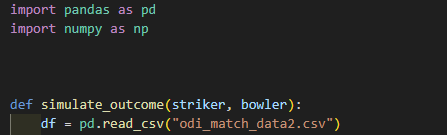 import pandas as pd
import numpy as np
def simulate_outcome(striker, bowler):
    df = pd.read_csv("odi_match_data2.csv")